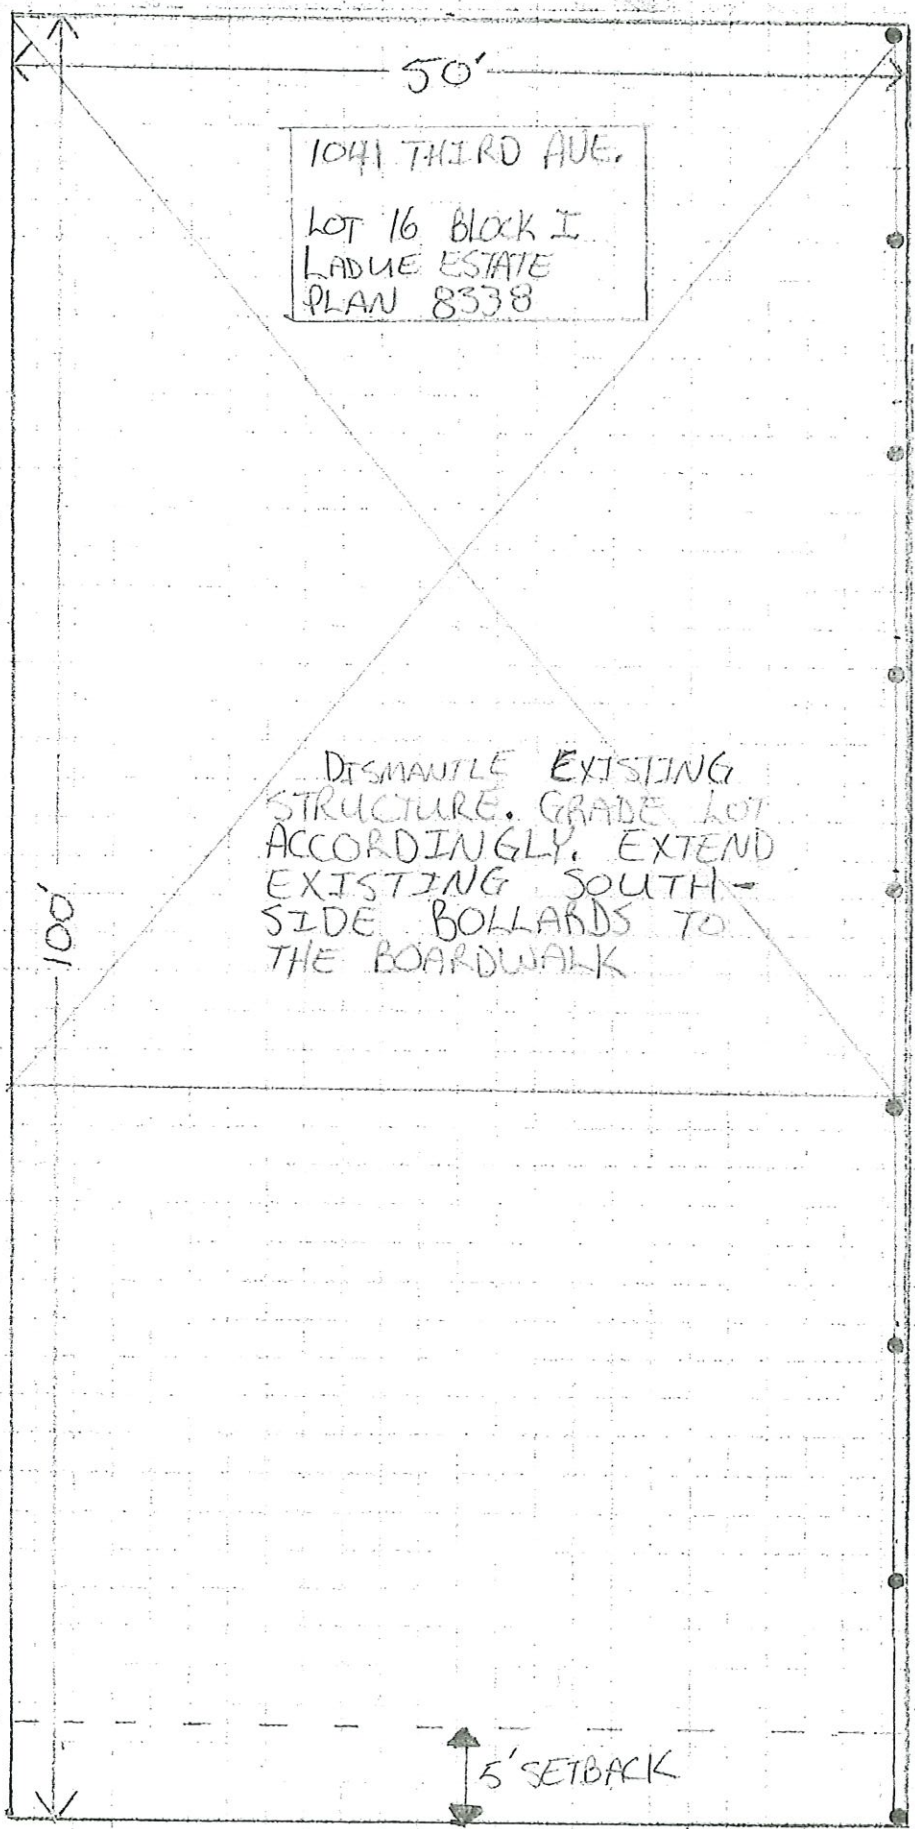 50'
1041 THIRD AVE.
LOT 16 BLOCK I
LADUE ESTATE
PLAN 8338
DISMANTLE EXISTING
STRUCTURE. GRADE LOT
ACCORDINGLY. EXTEND
EXISTING SOUTH-
SIDE BOLLARDS TO
THE BOARDWALK
100'
5' SETBACK